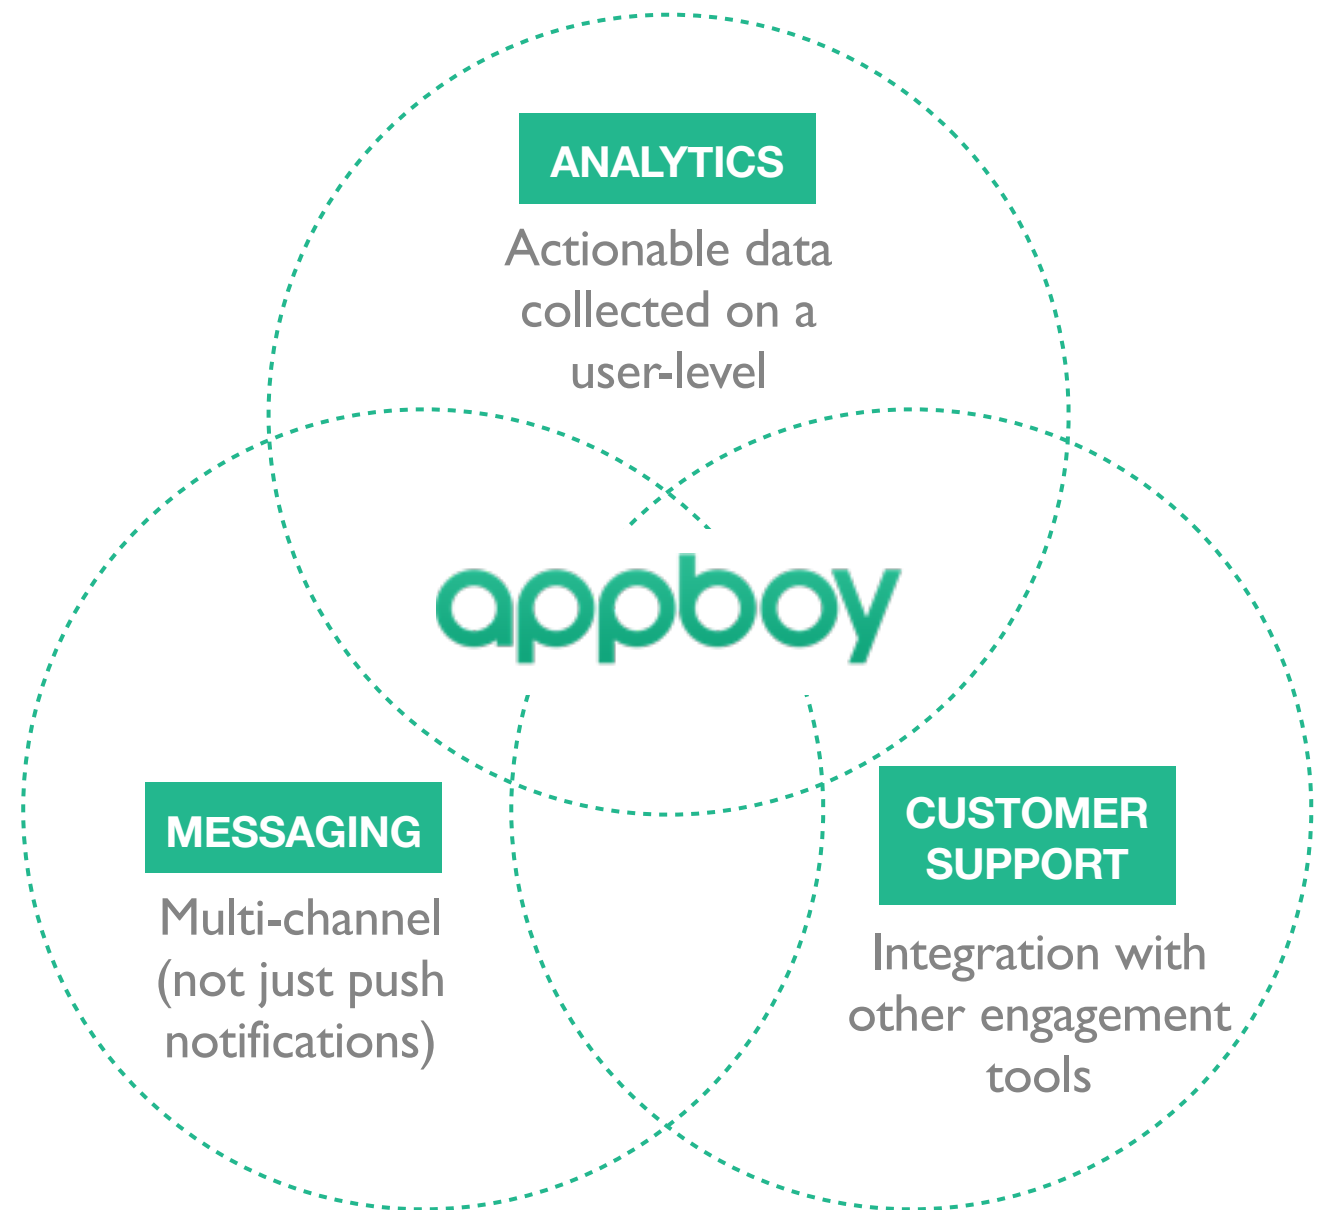 ANALYTICS
Actionable data
collected on a
user-level
appboy
MESSAGING
Multi-channel
(not just push
notifications)
CUSTOMER
SUPPORT
Integration with
other engagement
tools